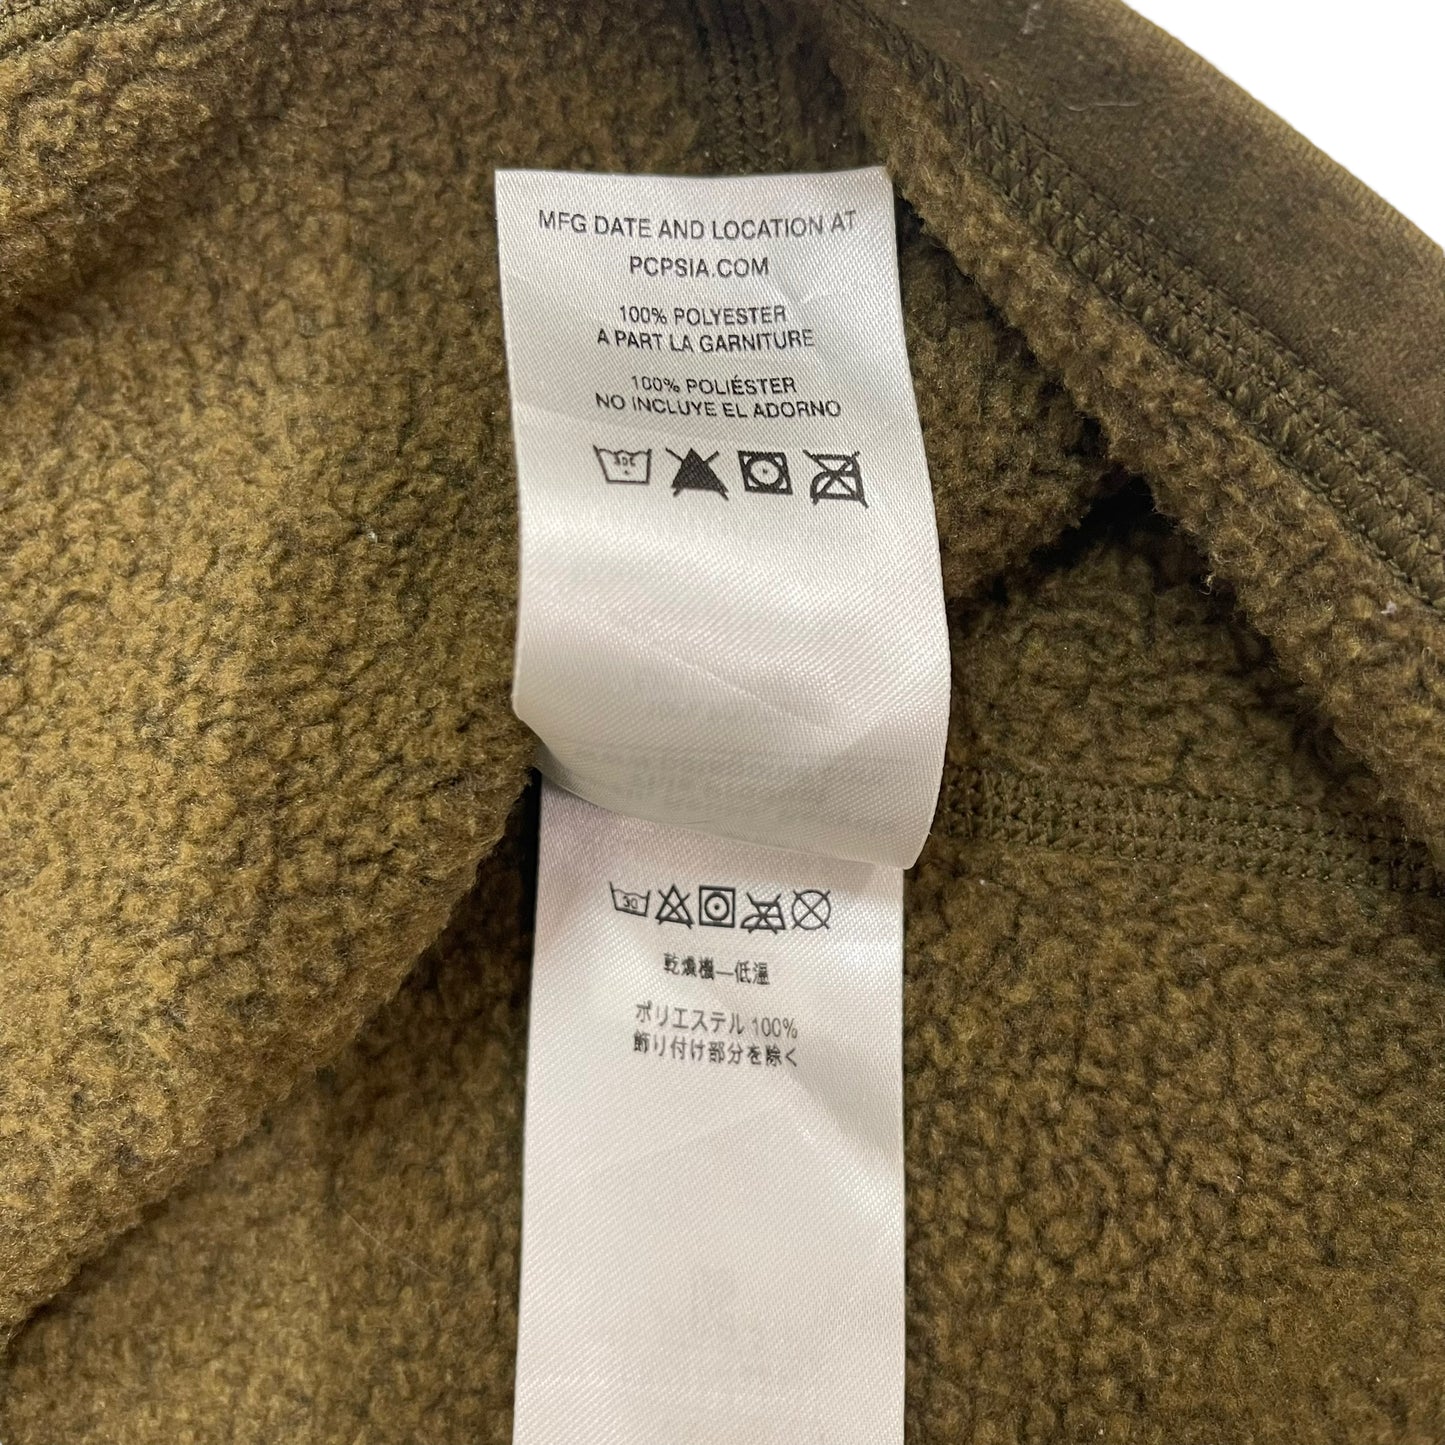 MFG DATE AND LOCATION AT
PCPSIA.COM
100% POLYESTER
A PART LA GARNITURE
100% POLIÉSTER
NO INCLUYE EL ADORNO
30
乾燥機—低温
ポリエステル 100%
飾り付け部分を除く